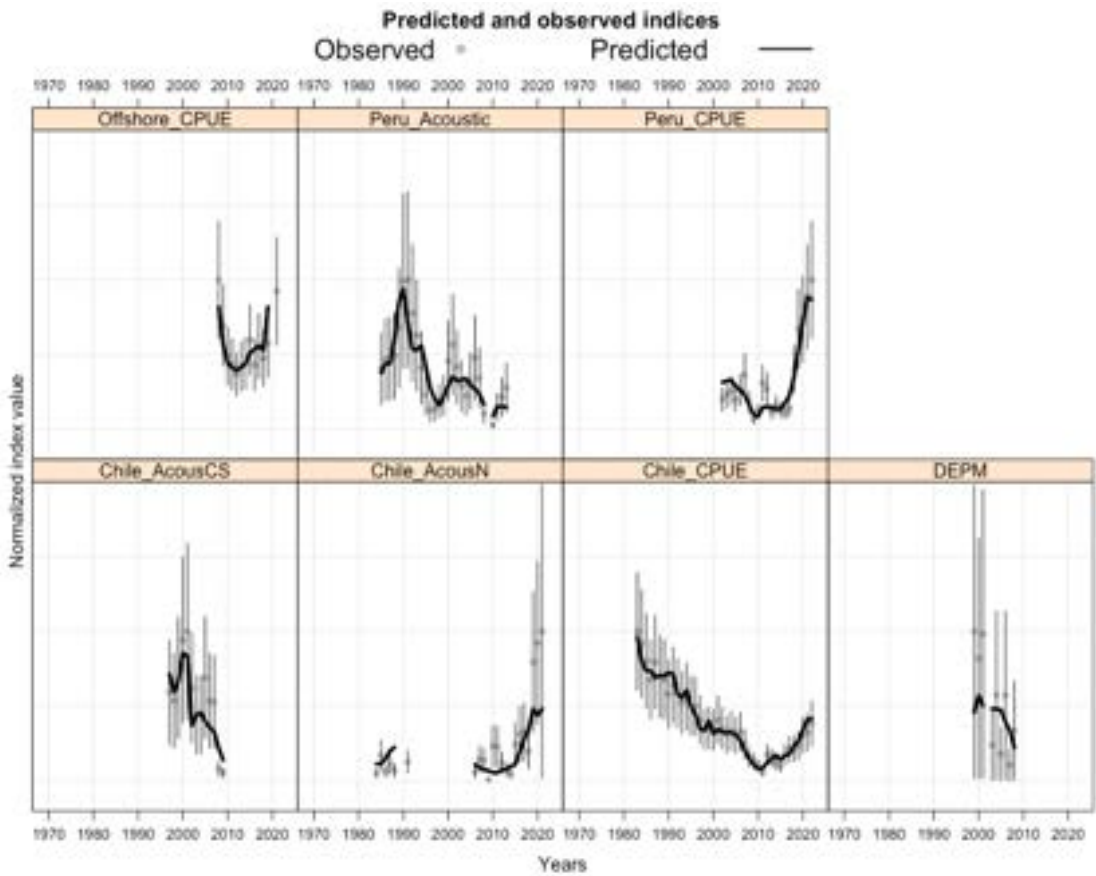 Predicted and observed indices
Observed Predicted
1970 1980 1990 2000 2010 2020 1970 1980 1990 2000 2010 2020 1970 1980 1990 2000 2010 2020
Offshore_CPUE Peru_Acoustic Peru_CPUE
Chile_AcousCS Chile_AcousN Chile_CPUE DEPM
Normalized index value
1970 1980 1990 2000 2010 2020 1970 1980 1990 2000 2010 2020 1970 1980 1990 2000 2010 2020 1970 1980 1990 2000 2010 2020
Years